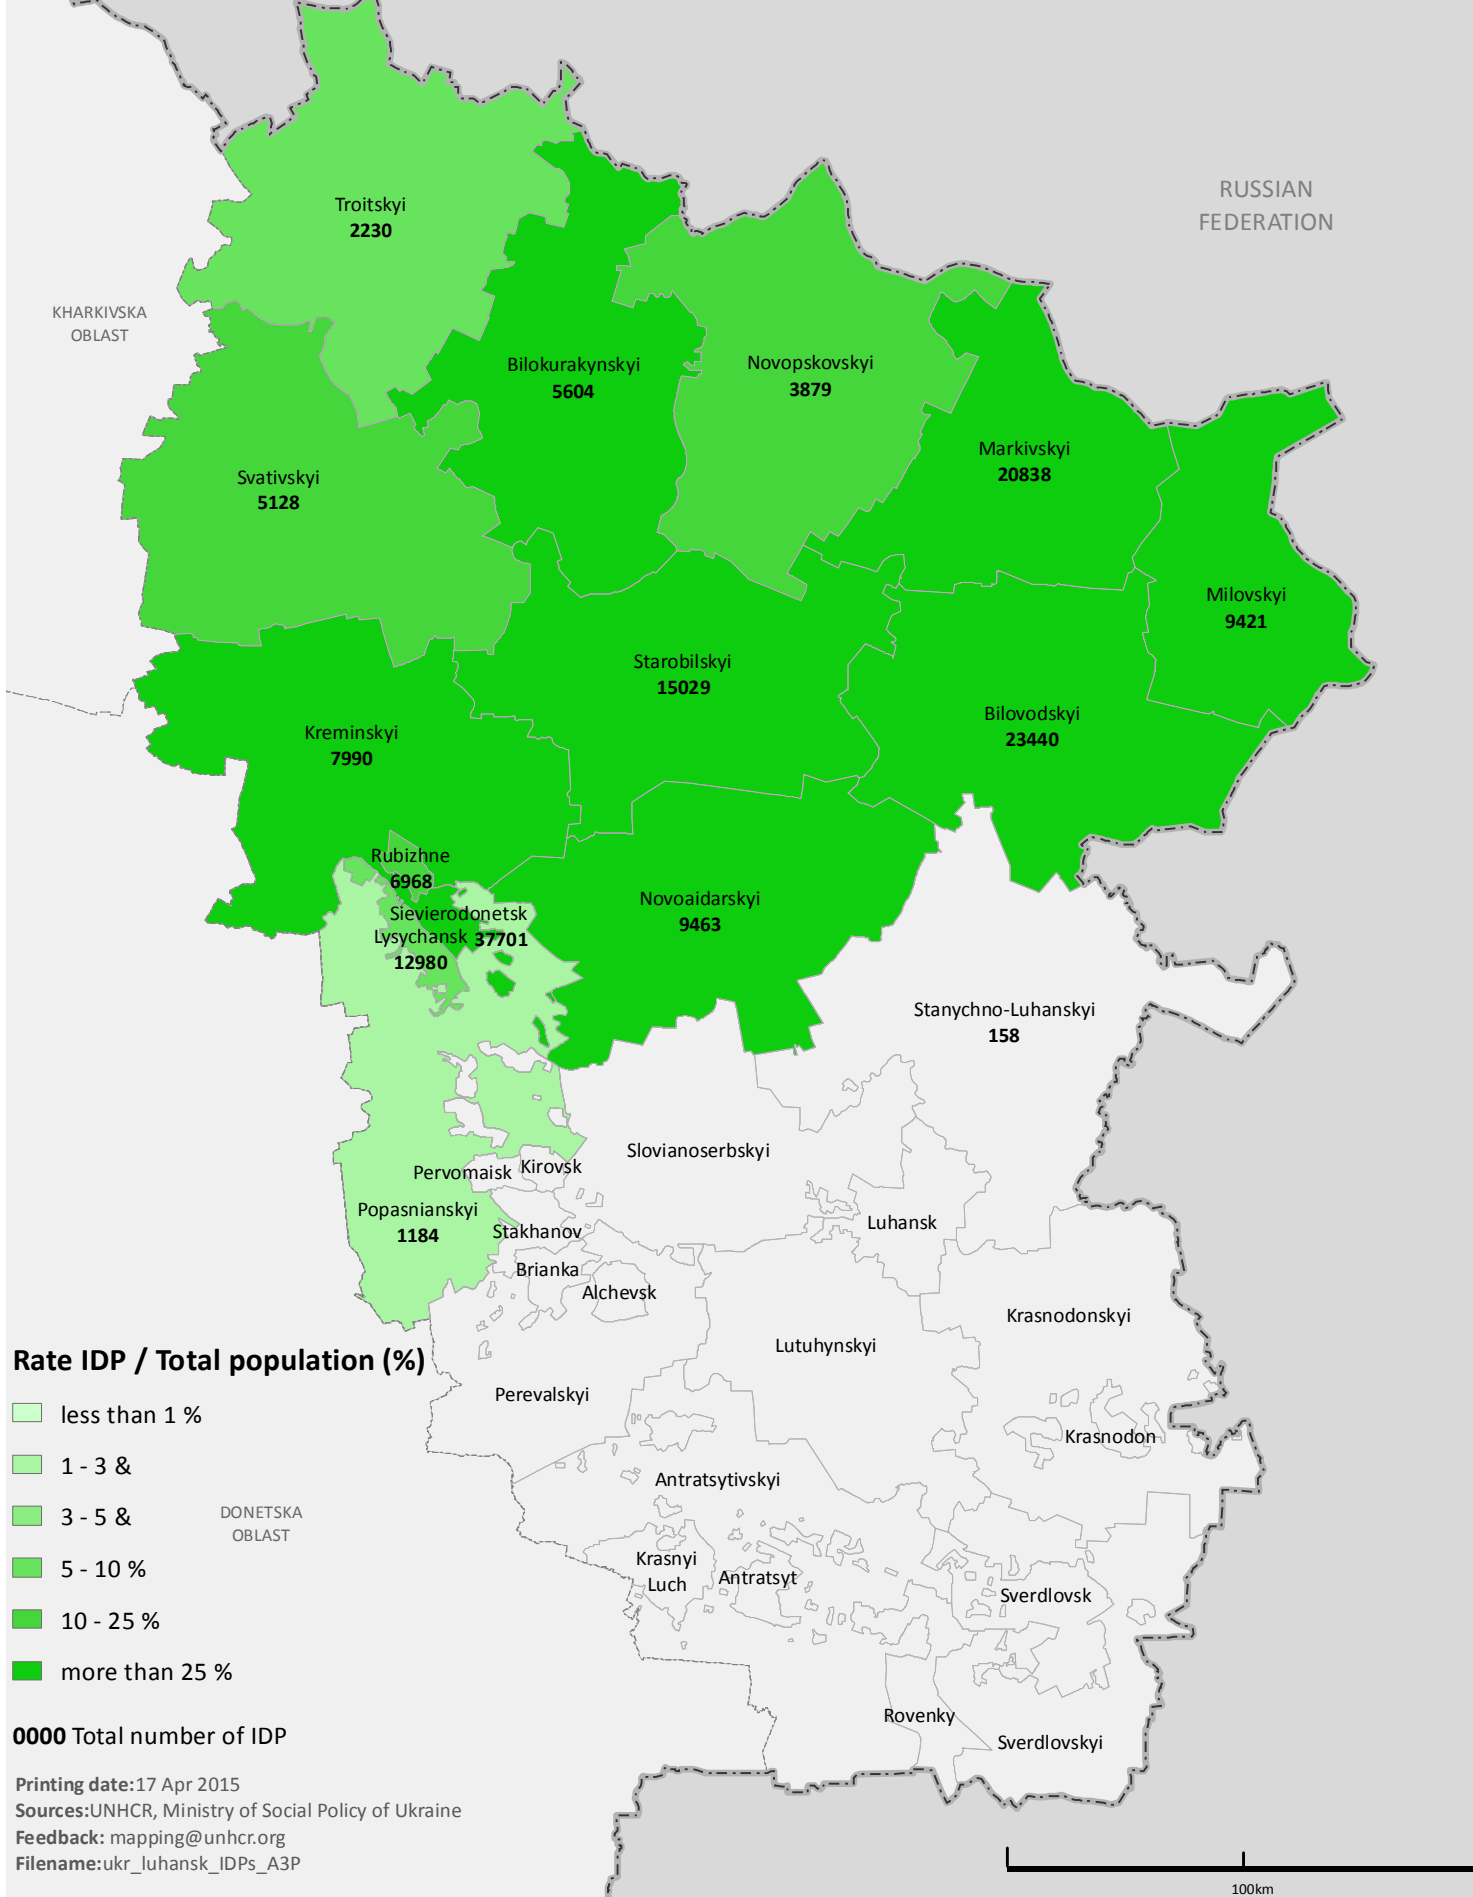 RUSSIAN
FEDERATION
Troitskyi
2230
KHARKIVSKA
OBLAST
Bilokurakynskyi
5604
Novopskovskyi
3879
Markivskyi
20838
Svativskyi
5128
Milovskyi
9421
Starobilskyi
15029
Bilovodskyi
23440
Kreminskyi
7990
Rubizhne
6968
Sievierodonetsk
37701
Lysychansk
12980
Novoaidarskyi
9463
Stanychno-Luhanskyi
158
Slovianoserbskyi
Pervomaisk
Kirovsk
Popasnianskyi
1184
Stakhanov
Luhansk
Brianka
Alchevsk
Krasnodonskyi
Lutuhynskyi
Perevalskyi
Krasnodon
Antratsytivskyi
Krasnyi
Luch
Antratsyt
Sverdlovsk
Rovenky
Sverdlovskyi
DONETSKA
OBLAST
Rate IDP / Total population (%)
less than 1 %
1 - 3 &
3 - 5 &
5 - 10 %
10 - 25 %
more than 25 %
0000 Total number of IDP
Printing date:17 Apr 2015
Sources:UNHCR, Ministry of Social Policy of Ukraine
Feedback: mapping@unhcr.org
Filename:ukr_luhansk_IDPs_A3P
100km